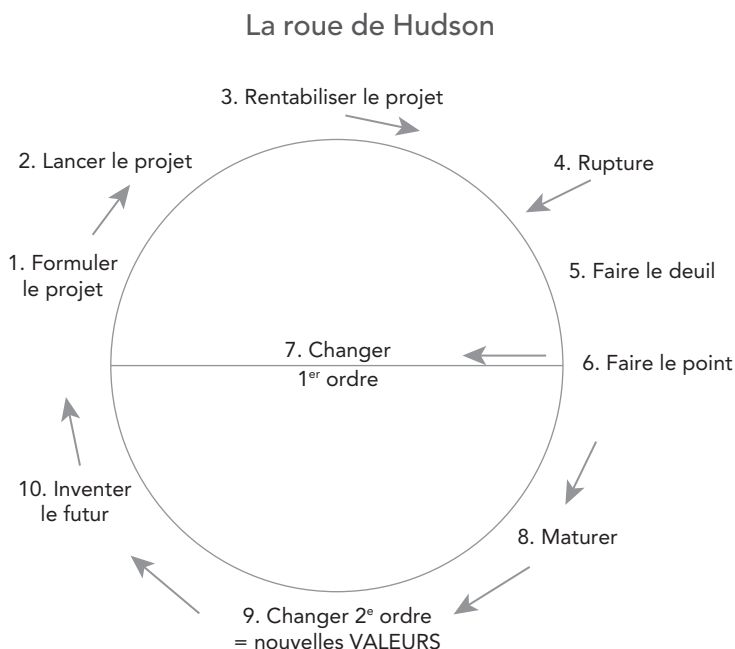 La roue de Hudson
3. Rentabiliser le projet
2. Lancer le projet
4. Rupture
1. Formuler
le projet
5. Faire le deuil
7. Changer
1er ordre
6. Faire le point
10. Inventer
le futur
8. Maturer
9. Changer 2e ordre
= nouvelles VALEURS